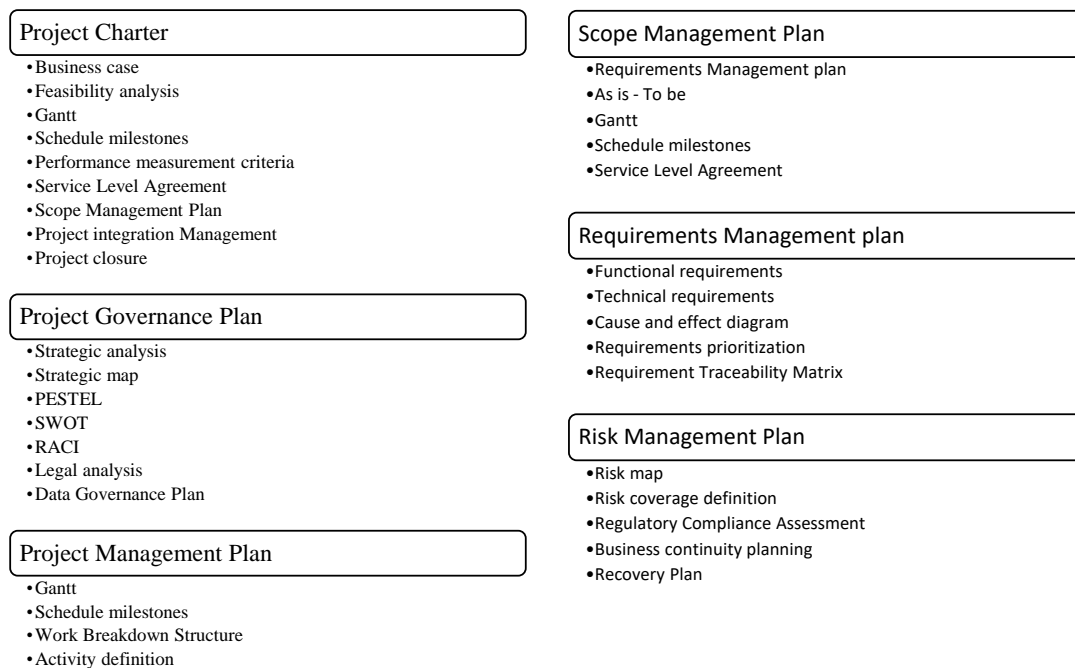 Project Charter
•Business case
•Feasibility analysis
•Gantt
•Schedule milestones
•Performance measurement criteria
•Service Level Agreement
•Scope Management Plan
•Project integration Management
•Project closure
Project Governance Plan
•Strategic analysis
•Strategic map
•PESTEL
•SWOT
•RACI
•Legal analysis
•Data Governance Plan
Project Management Plan
•Gantt
•Schedule milestones
•Work Breakdown Structure
•Activity definition
Scope Management Plan
•Requirements Management plan
•As is - To be
•Gantt
•Schedule milestones
•Service Level Agreement
Requirements Management plan
•Functional requirements
•Technical requirements
•Cause and effect diagram
•Requirements prioritization
•Requirement Traceability Matrix
Risk Management Plan
•Risk map
•Risk coverage definition
•Regulatory Compliance Assessment
•Business continuity planning
•Recovery Plan